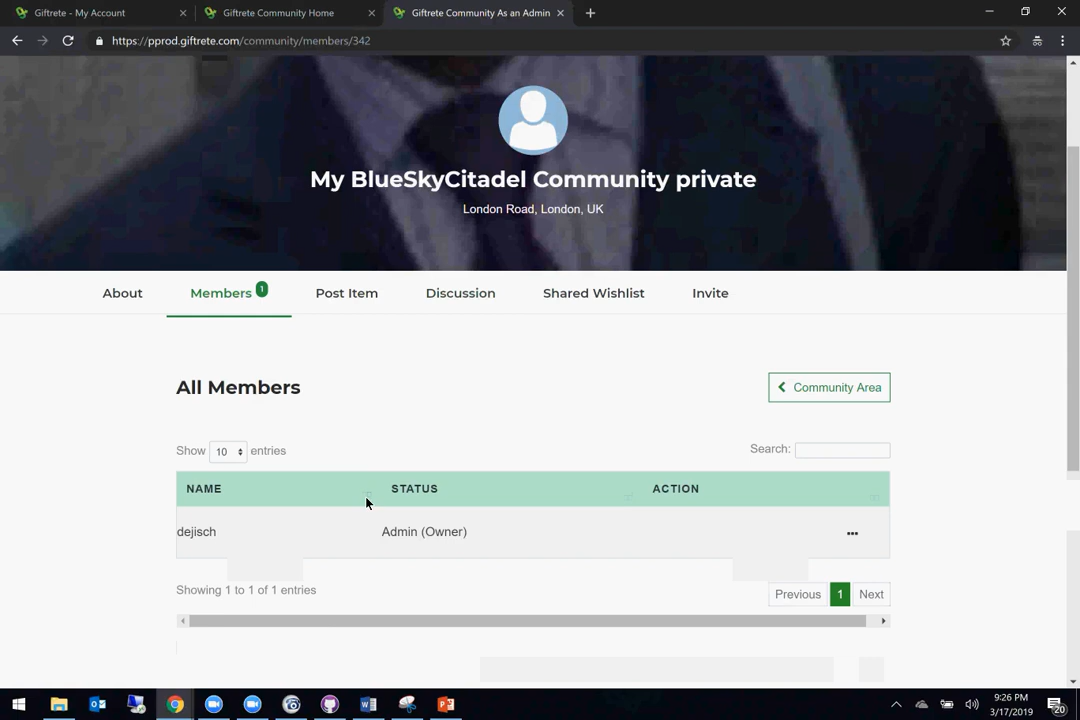 Giftrete - My Account
Giftrete Community Home
Giftrete Community As an Admin
https://pprod.giftrete.com/community/members/342
My BlueSkyCitadel Community private
London Road, London, UK
About
Members 1
Post Item
Discussion
Shared Wishlist
Invite
All Members
Community Area
Show 10 entries
Search:
NAME STATUS ACTION
dejisch Admin (Owner) •••
Showing 1 to 1 of 1 entries
Previous 1 Next
9:26 PM
3/17/2019
20